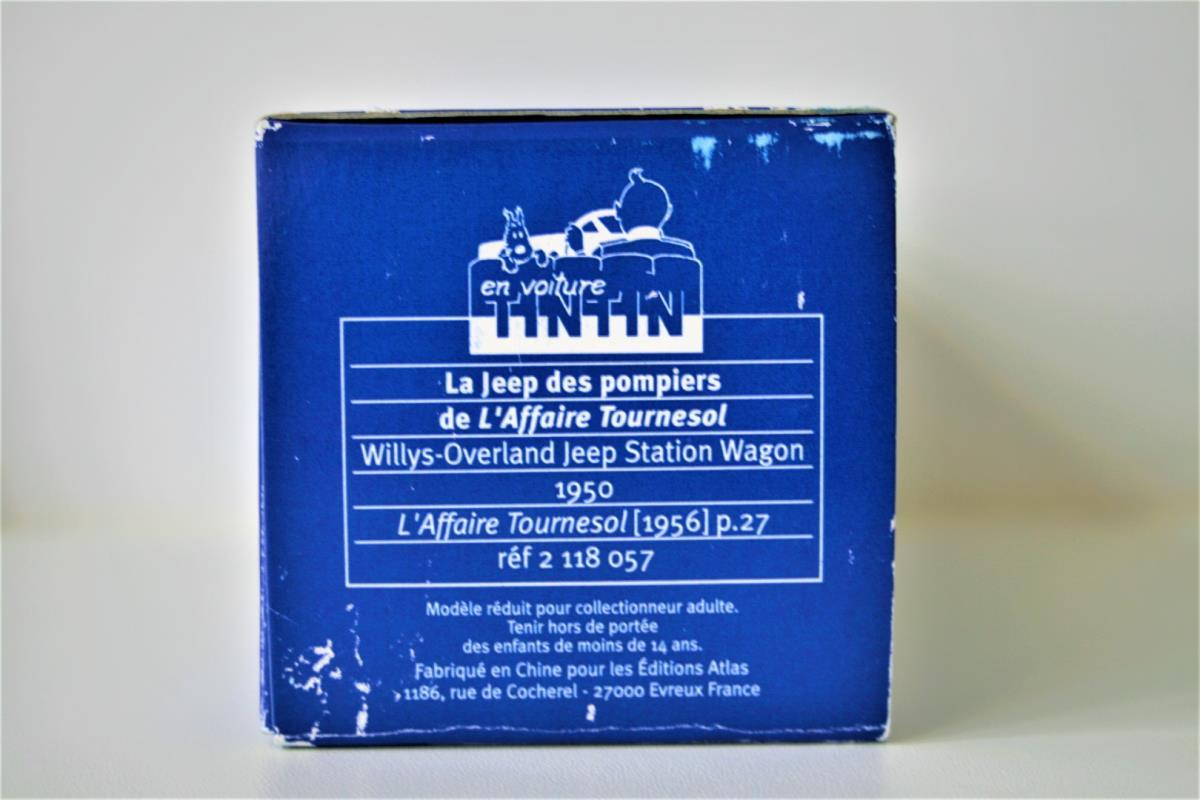 en voiture
TINTIN
La Jeep des pompiers
de L'Affaire Tournesol
Willys-Overland Jeep Station Wagon
1950
L'Affaire Tournesol [1956] p.27
réf 2 118 057
Modèle réduit pour collectionneur adulte.
Tenir hors de portée
des enfants de moins de 14 ans.
Fabriqué en Chine pour les Éditions Atlas
1186, rue de Cocherel - 27000 Evreux France